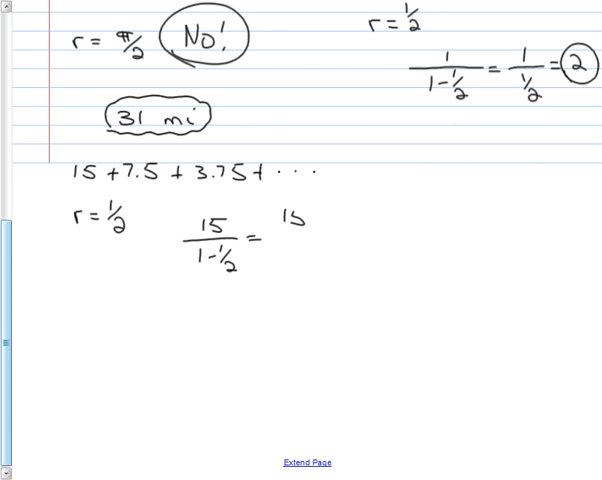 r = π/2 No!
r = 1/2
1/(1-1/2) = 1/(1/2) = 2
31 mi
15 + 7.5 + 3.75 + · · ·
r = 1/2 15/(1-1/2) = 15
Extend Page